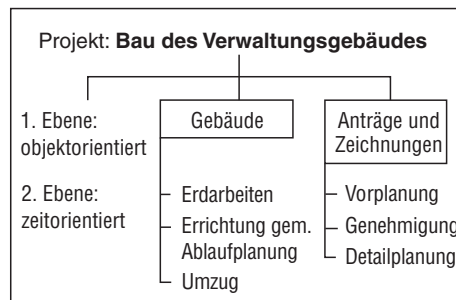 Projekt: Bau des Verwaltungsgebäudes
1. Ebene:
objektorientiert
Gebäude
Anträge und
Zeichnungen
2. Ebene:
zeitorientiert
Erdarbeiten
Errichtung gem.
Ablaufplanung
Umzug
Vorplanung
Genehmigung
Detailplanung